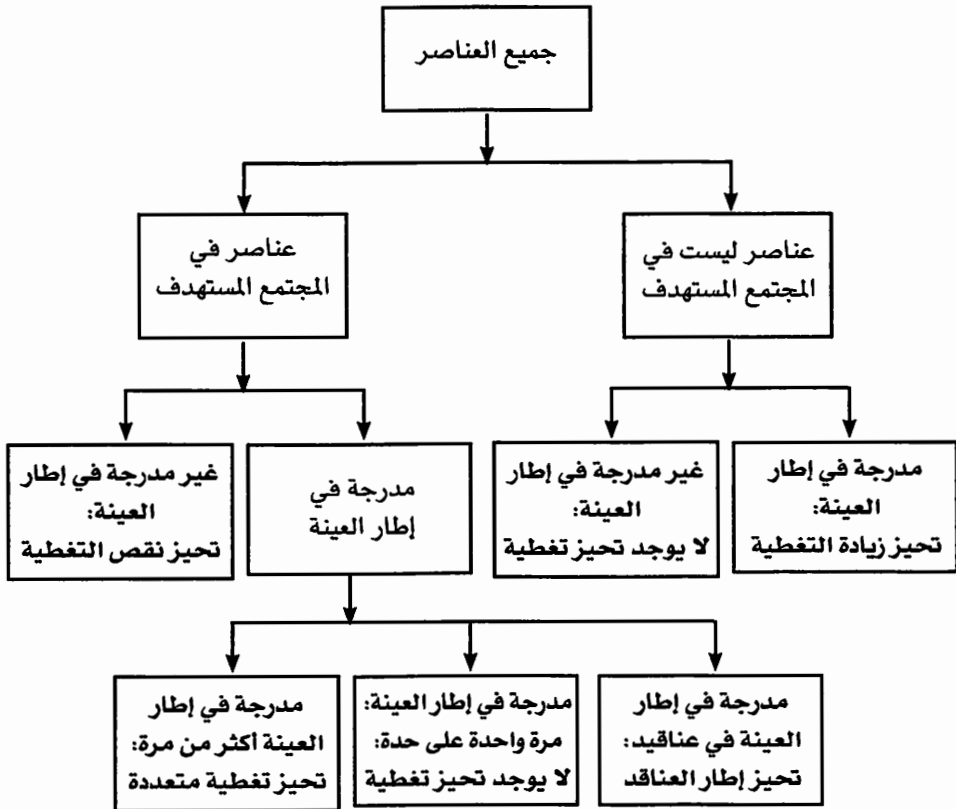 جميع العناصر
عناصر ليست في
المجتمع المستهدف
عناصر في
المجتمع المستهدف
مدرجة في إطار
العينة:
تحيز زيادة التغطية
غير مدرجة في إطار
العينة:
لا يوجد تحيز تغطية
مدرجة في
إطار العينة
غير مدرجة في إطار
العينة:
تحيز نقص التغطية
مدرجة في إطار
العينة في عناقيد:
تحيز إطار العناقد
مدرجة في إطار العينة:
مرة واحدة على حدة:
لا يوجد تحيز تغطية
مدرجة في إطار
العينة أكثر من مرة:
تحيز تغطية متعددة